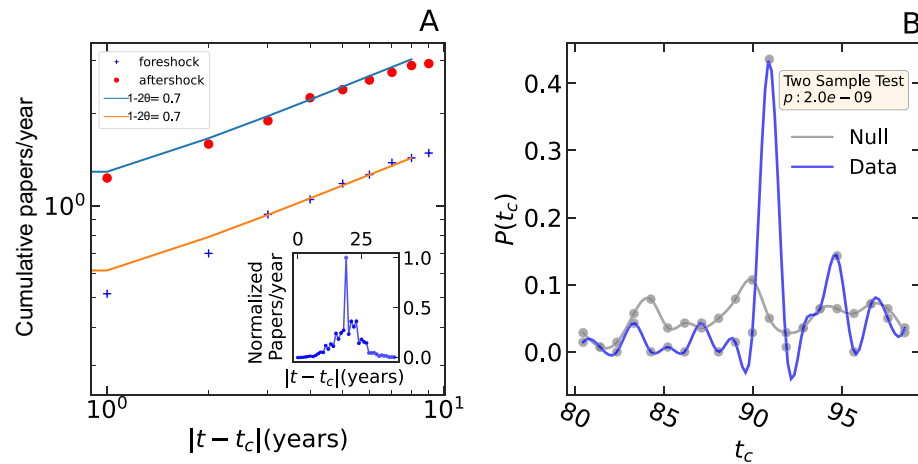 A
Cumulative papers/year
foreshock
aftershock
1-2θ= 0.7
1-2θ= 0.7
10⁰
10⁰
10¹
|t − t_c|(years)
0
25
Normalized
Papers/year
1.0
0.5
0.0
|t − t_c|(years)
B
P(t_c)
0.4
0.3
0.2
0.1
0.0
Two Sample Test
p : 2.0e − 09
Null
Data
80
85
90
95
t_c